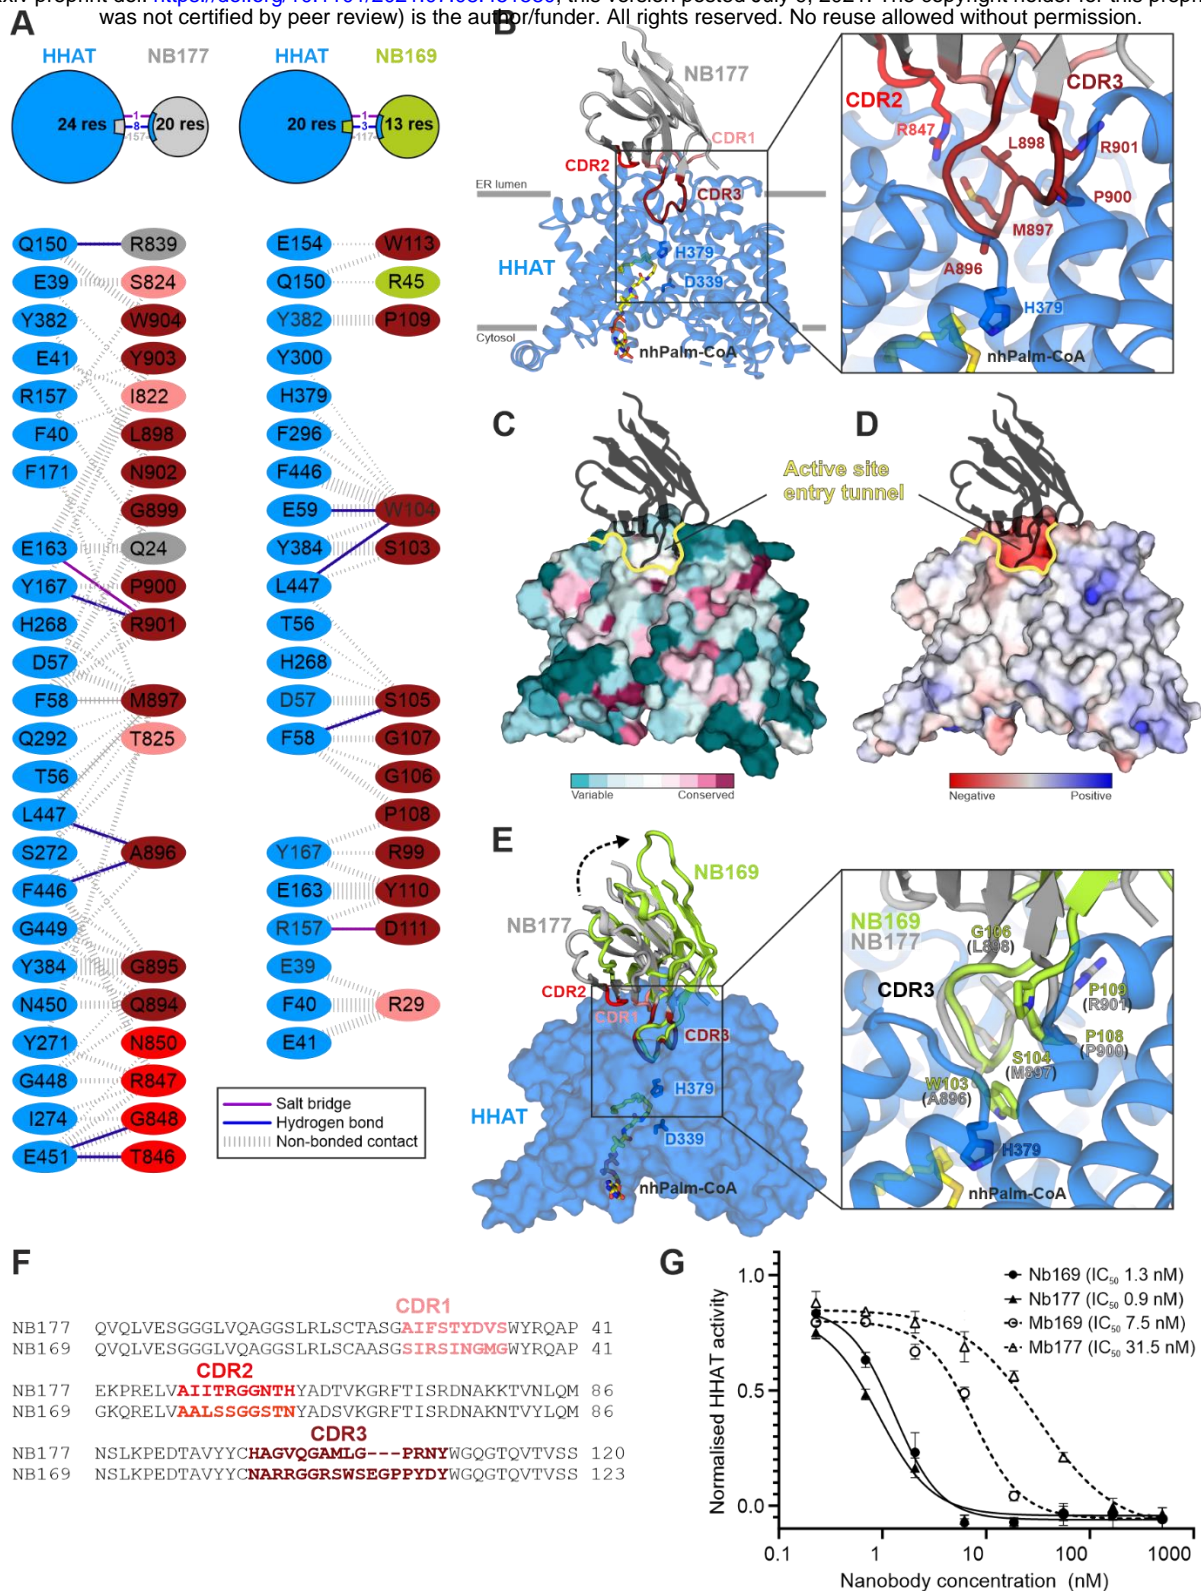 was not certified by peer review) is the author/funder. All rights reserved. No reuse allowed without permission.
A
HHAT
NB177
24 res
1
8
157
20 res
HHAT
NB169
20 res
1
3
117
13 res
Q150
R839
E39
S824
Y382
W904
E41
Y903
R157
I822
F40
L898
F171
N902
G899
E163
Q24
Y167
P900
H268
R901
D57
F58
M897
Q292
T825
T56
L447
S272
A896
F446
G449
Y384
G895
N450
Q894
Y271
N850
G448
R847
I274
G848
E451
T846
E154
W113
Q150
R45
Y382
P109
Y300
H379
F296
F446
E59
W104
Y384
S103
L447
T56
H268
D57
S105
F58
G107
G106
P108
Y167
R99
E163
Y110
R157
D111
E39
F40
R29
E41
Salt bridge
Hydrogen bond
Non-bonded contact
B
NB177
CDR1
CDR2
CDR3
ER lumen
HHAT
H379
D339
Cytosol
nhPalm-CoA
CDR2
CDR3
R847
L898
R901
P900
M897
A896
H379
nhPalm-CoA
C
D
Active site
entry tunnel
Variable
Conserved
Negative
Positive
E
NB169
NB177
CDR2
CDR1
CDR3
H379
HHAT
D339
nhPalm-CoA
NB169
NB177
G106
(L898)
CDR3
P109
(R901)
P108
(P900)
S104
(M897)
W103
(A896)
H379
nhPalm-CoA
F
CDR1
NB177 QVQLVESGGGLVQAGGSLRLSCTASGAIFSTYDVSWYRQAP 41
NB169 QVQLVESGGGLVQAGGSLRLSCAASGSIRSINGMGWYRQAP 41
CDR2
NB177 EKPRELVAAIITRGGNTHYADTVKGRFTISRDNAKKTVNLQM 86
NB169 GKQRELVAALSSGGSTNYADSVKGRFTISRDNAKNTVYLQM 86
CDR3
NB177 NSLKPEDTAVYYCHAGVQGAMLG---PRNYWGQGTQVTVSS 120
NB169 NSLKPEDTAVYYCNARRGGRSWSEGPPYDYWGQGTQVTVSS 123
G
Normalised HHAT activity
1.0
0.5
0.0
Nb169 (IC50 1.3 nM)
Nb177 (IC50 0.9 nM)
Mb169 (IC50 7.5 nM)
Mb177 (IC50 31.5 nM)
0.1
1
10
100
1000
Nanobody concentration (nM)